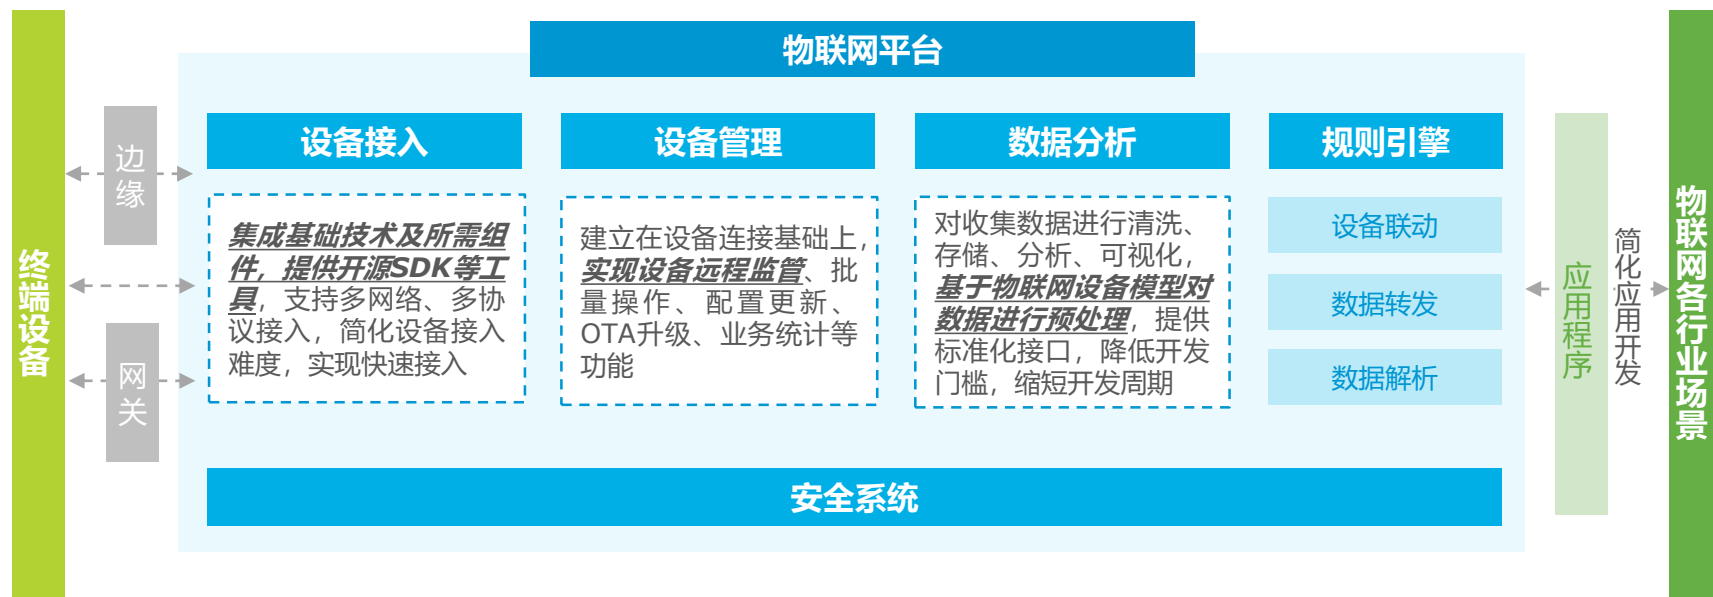 物联网平台
终端设备
边缘
网关
设备接入
集成基础技术及所需组
件，提供开源SDK等工
具，支持多网络、多协
议接入，简化设备接入
难度，实现快速接入
设备管理
建立在设备连接基础上，
实现设备远程监管、批
量操作、配置更新、
OTA升级、业务统计等
功能
数据分析
对收集数据进行清洗、
存储、分析、可视化，
基于物联网设备模型对
数据进行预处理，提供
标准化接口，降低开发
门槛，缩短开发周期
规则引擎
设备联动
数据转发
数据解析
安全系统
应用程序
简化应用开发
物联网各行业场景